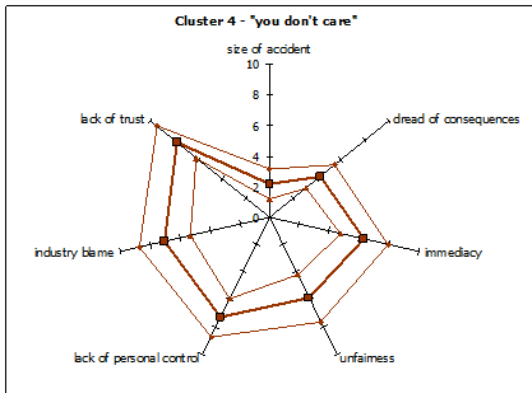 Cluster 4 - "you don't care"
size of accident
10
8
lack of trust
dread of consequences
6
4
2
0
industry blame
immediacy
lack of personal control
unfairness